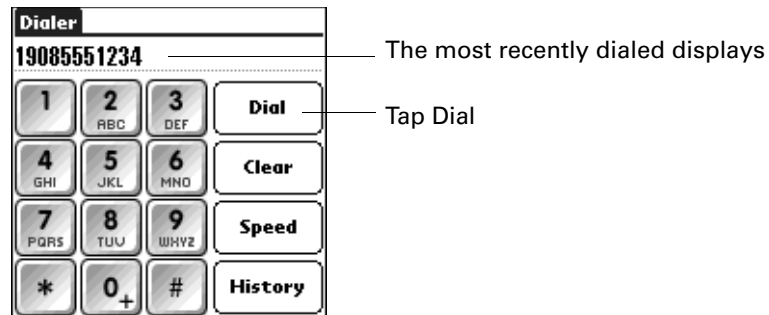 Dialer
19085551234
The most recently dialed displays
1
2
ABC
3
DEF
Dial
Tap Dial
4
GHI
5
JKL
6
MNO
Clear
7
PQRS
8
TUV
9
WXYZ
Speed
*
0+
#
History